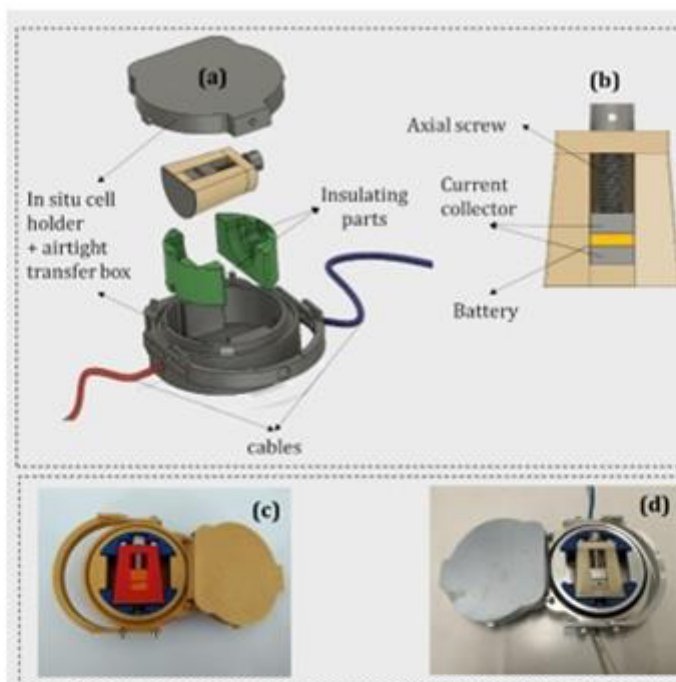 (a)
(b)
Axial screw
In situ cell
holder
+ airtight
transfer box
Insulating
parts
Current
collector
Battery
cables
(c)
(d)